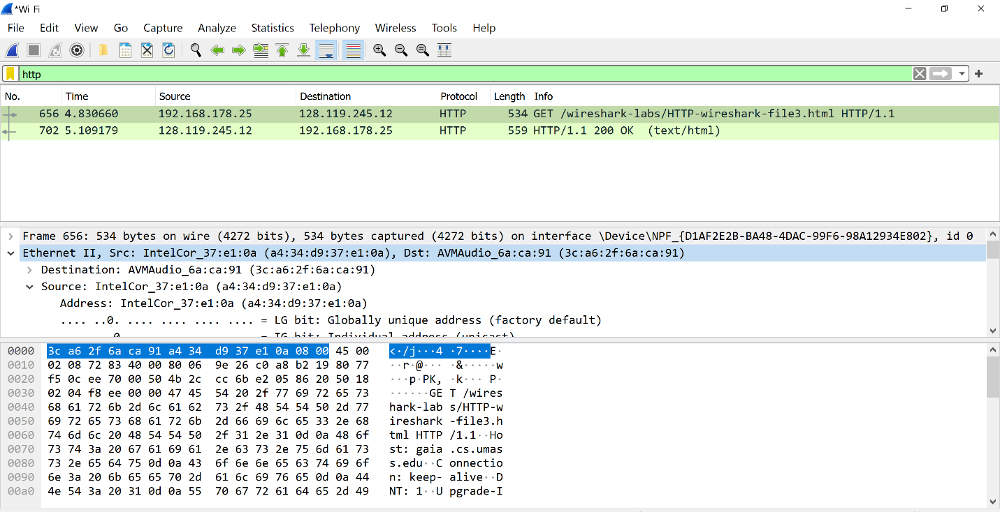 *Wi Fi
File Edit View Go Capture Analyze Statistics Telephony Wireless Tools Help
http
No. Time Source Destination Protocol Length Info
656 4.830660 192.168.178.25 128.119.245.12 HTTP 534 GET /wireshark-labs/HTTP-wireshark-file3.html HTTP/1.1
702 5.109179 128.119.245.12 192.168.178.25 HTTP 559 HTTP/1.1 200 OK (text/html)
Frame 656: 534 bytes on wire (4272 bits), 534 bytes captured (4272 bits) on interface \Device\NPF_{D1AF2E2B-BA48-4DAC-99F6-98A12934E802}, id 0
Ethernet II, Src: IntelCor_37:e1:0a (a4:34:d9:37:e1:0a), Dst: AVMAudio_6a:ca:91 (3c:a6:2f:6a:ca:91)
Destination: AVMAudio_6a:ca:91 (3c:a6:2f:6a:ca:91)
Source: IntelCor_37:e1:0a (a4:34:d9:37:e1:0a)
Address: IntelCor_37:e1:0a (a4:34:d9:37:e1:0a)
.... ..0. .... .... .... .... = LG bit: Globally unique address (factory default)
0 = IG bit: Individual address (unicast)
0000 3c a6 2f 6a ca 91 a4 34 d9 37 e1 0a 08 00 45 00 <·/j···4 ·7····E·
0010 02 08 72 83 40 00 80 06 9e 26 c0 a8 b2 19 80 77 ··r·@··· ·&·····w
0020 f5 0c ee 70 00 50 4b 2c cc 6b e2 05 86 20 50 18 ···p·PK, ·k··· P·
0030 02 04 f8 ee 00 00 47 45 54 20 2f 77 69 72 65 73 ······GE T /wires
0040 68 61 72 6b 2d 6c 61 62 73 2f 48 54 54 50 2d 77 hark-lab s/HTTP-w
0050 69 72 65 73 68 61 72 6b 2d 66 69 6c 65 33 2e 68 ireshark -file3.h
0060 74 6d 6c 20 48 54 54 50 2f 31 2e 31 0d 0a 48 6f tml HTTP /1.1··Ho
0070 73 74 3a 20 67 61 69 61 2e 63 73 2e 75 6d 61 73 st: gaia .cs.umas
0080 73 2e 65 64 75 0d 0a 43 6f 6e 6e 65 63 74 69 6f s.edu··C onnectio
0090 6e 3a 20 6b 65 65 70 2d 61 6c 69 76 65 0d 0a 44 n: keep- alive··D
00a0 4e 54 3a 20 31 0d 0a 55 70 67 72 61 64 65 2d 49 NT: 1··U pgrade-I